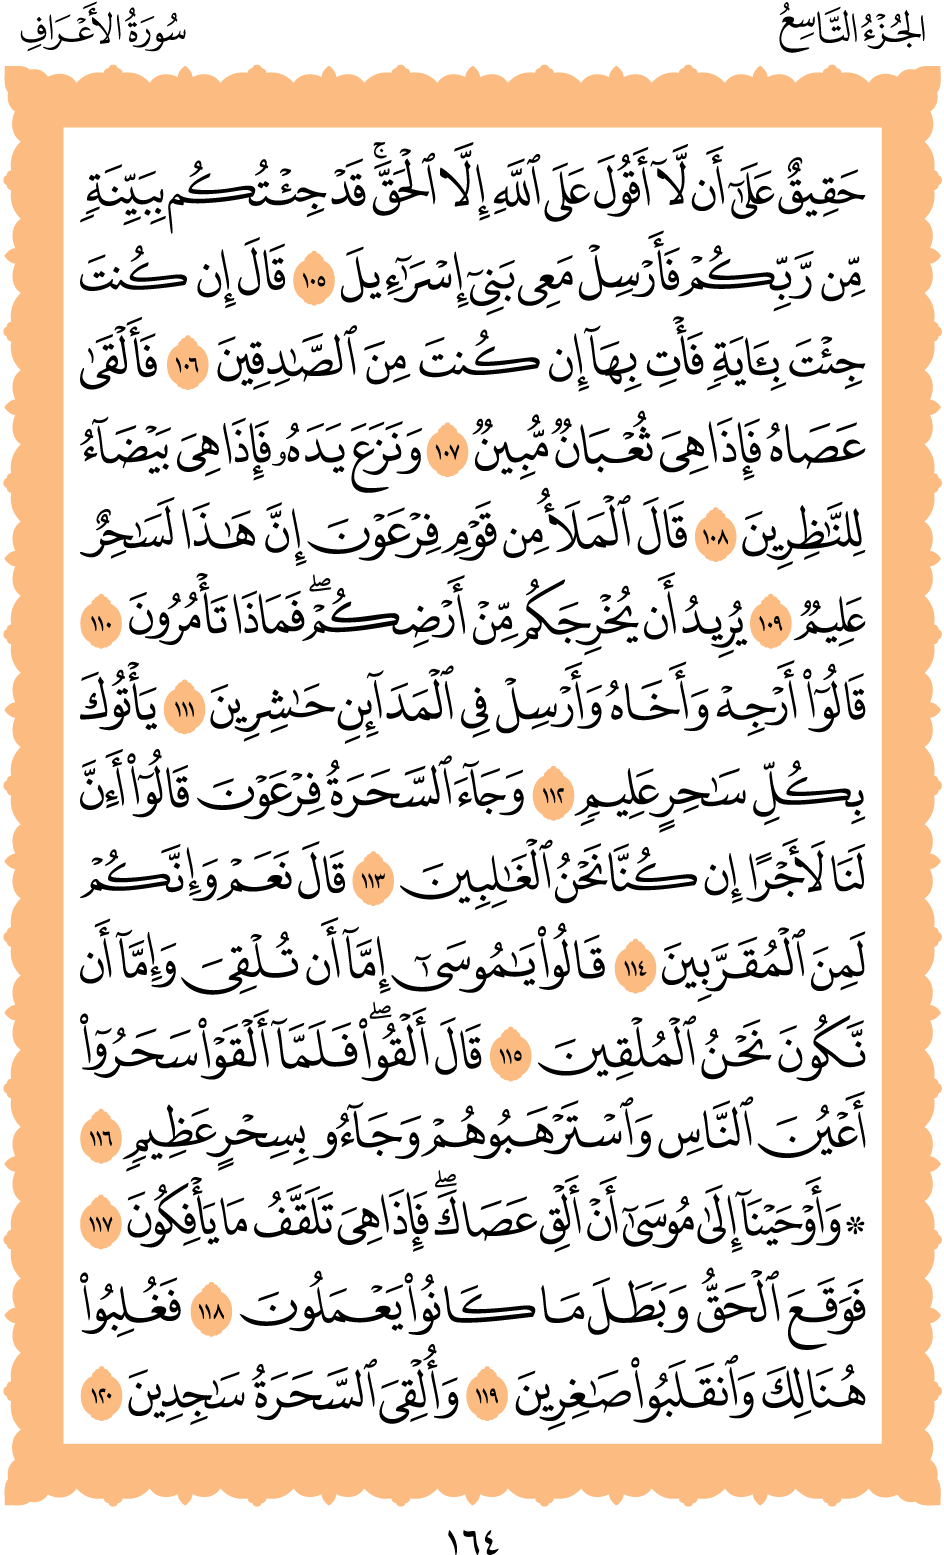 الجُزْءُ التَّاسِعُ
سُورَةُ الأَعْرَافِ
حَقِيقٌ عَلَىٰٓ أَن لَّآ أَقُولَ عَلَى ٱللَّهِ إِلَّا ٱلْحَقَّۚ قَدْ جِئْتُكُم بِبَيِّنَةٍۢ
مِّن رَّبِّكُمْ فَأَرْسِلْ مَعِىَ بَنِىٓ إِسْرَٰٓءِيلَ ١٠٥ قَالَ إِن كُنتَ
جِئْتَ بِـَٔايَةٍۢ فَأْتِ بِهَآ إِن كُنتَ مِنَ ٱلصَّـٰدِقِينَ ١٠٦ فَأَلْقَىٰ
عَصَاهُ فَإِذَا هِىَ ثُعْبَانٌۭ مُّبِينٌۭ ١٠٧ وَنَزَعَ يَدَهُۥ فَإِذَا هِىَ بَيْضَآءُ
لِلنَّـٰظِرِينَ ١٠٨ قَالَ ٱلْمَلَأُ مِن قَوْمِ فِرْعَوْنَ إِنَّ هَـٰذَا لَسَـٰحِرٌ
عَلِيمٌۭ ١٠٩ يُرِيدُ أَن يُخْرِجَكُم مِّنْ أَرْضِكُمْۖ فَمَاذَا تَأْمُرُونَ ١١٠
قَالُوٓا۟ أَرْجِهْ وَأَخَاهُ وَأَرْسِلْ فِى ٱلْمَدَآئِنِ حَـٰشِرِينَ ١١١ يَأْتُوكَ
بِكُلِّ سَـٰحِرٍ عَلِيمٍۢ ١١٢ وَجَآءَ ٱلسَّحَرَةُ فِرْعَوْنَ قَالُوٓا۟ أَئِنَّ
لَنَا لَأَجْرًا إِن كُنَّا نَحْنُ ٱلْغَـٰلِبِينَ ١١٣ قَالَ نَعَمْ وَإِنَّكُمْ
لَمِنَ ٱلْمُقَرَّبِينَ ١١٤ قَالُوا۟ يَـٰمُوسَىٰٓ إِمَّآ أَن تُلْقِىَ وَإِمَّآ أَن
نَّكُونَ نَحْنُ ٱلْمُلْقِينَ ١١٥ قَالَ أَلْقُوا۟ۖ فَلَمَّآ أَلْقَوْا۟ سَحَرُوٓا۟
أَعْيُنَ ٱلنَّاسِ وَٱسْتَرْهَبُوهُمْ وَجَآءُو بِسِحْرٍ عَظِيمٍۢ ١١٦
۞ وَأَوْحَيْنَآ إِلَىٰ مُوسَىٰٓ أَنْ أَلْقِ عَصَاكَۖ فَإِذَا هِىَ تَلَقَّفُ مَا يَأْفِكُونَ ١١٧
فَوَقَعَ ٱلْحَقُّ وَبَطَلَ مَا كَانُوا۟ يَعْمَلُونَ ١١٨ فَغُلِبُوا۟
هُنَالِكَ وَٱنقَلَبُوا۟ صَـٰغِرِينَ ١١٩ وَأُلْقِىَ ٱلسَّحَرَةُ سَـٰجِدِينَ ١٢٠
١٦٤